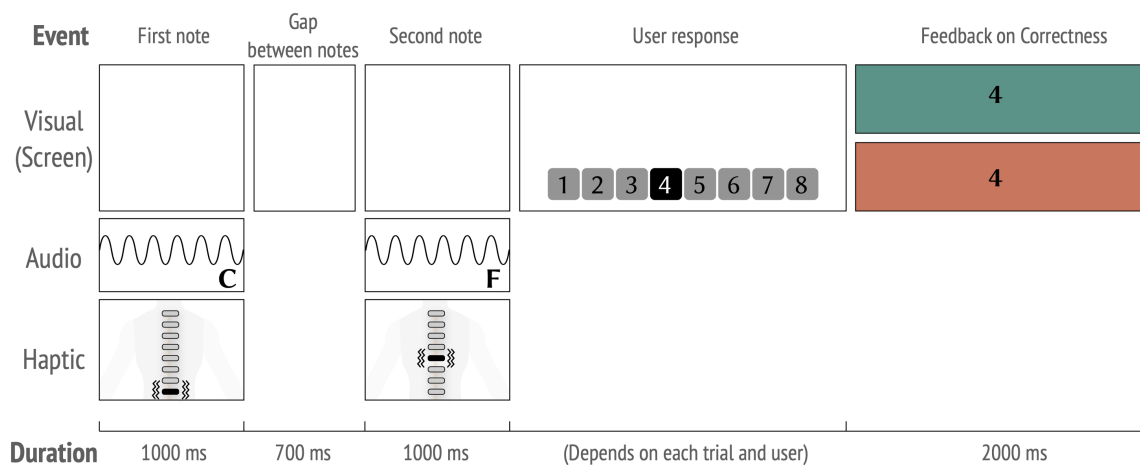 Event
First note
Gap
between notes
Second note
User response
Feedback on Correctness
Visual
(Screen)
1 2 3 4 5 6 7 8
4
4
Audio
C
F
Haptic
Duration
1000 ms
700 ms
1000 ms
(Depends on each trial and user)
2000 ms